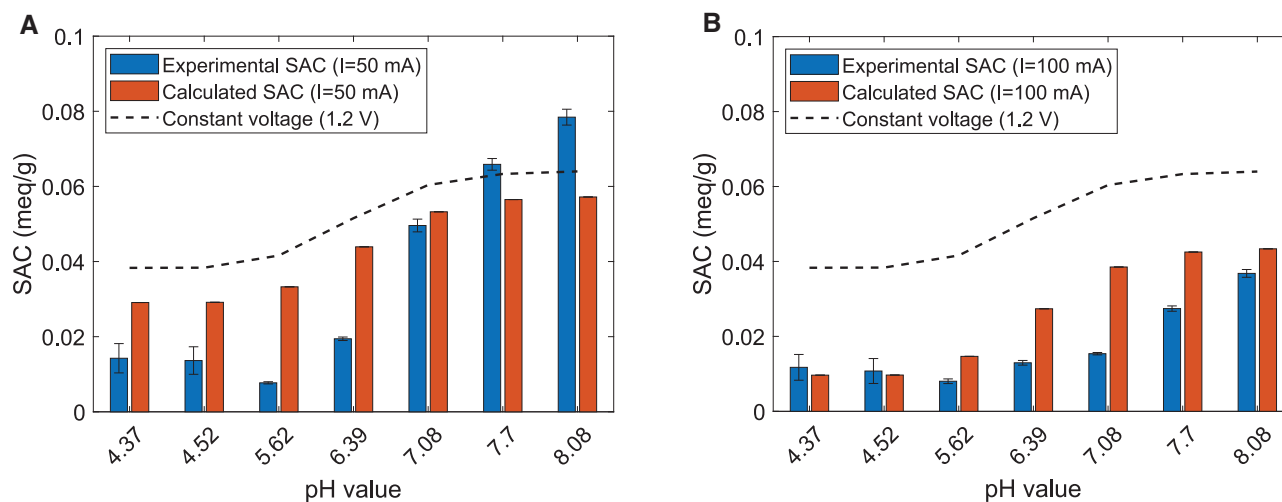 A
0.1
0.08
0.06
0.04
0.02
0
SAC (meq/g)
Experimental SAC (I=50 mA)
Calculated SAC (I=50 mA)
Constant voltage (1.2 V)
4.37
4.52
5.62
6.39
7.08
7.7
8.08
pH value
B
0.1
0.08
0.06
0.04
0.02
0
SAC (meq/g)
Experimental SAC (I=100 mA)
Calculated SAC (I=100 mA)
Constant voltage (1.2 V)
4.37
4.52
5.62
6.39
7.08
7.7
8.08
pH value